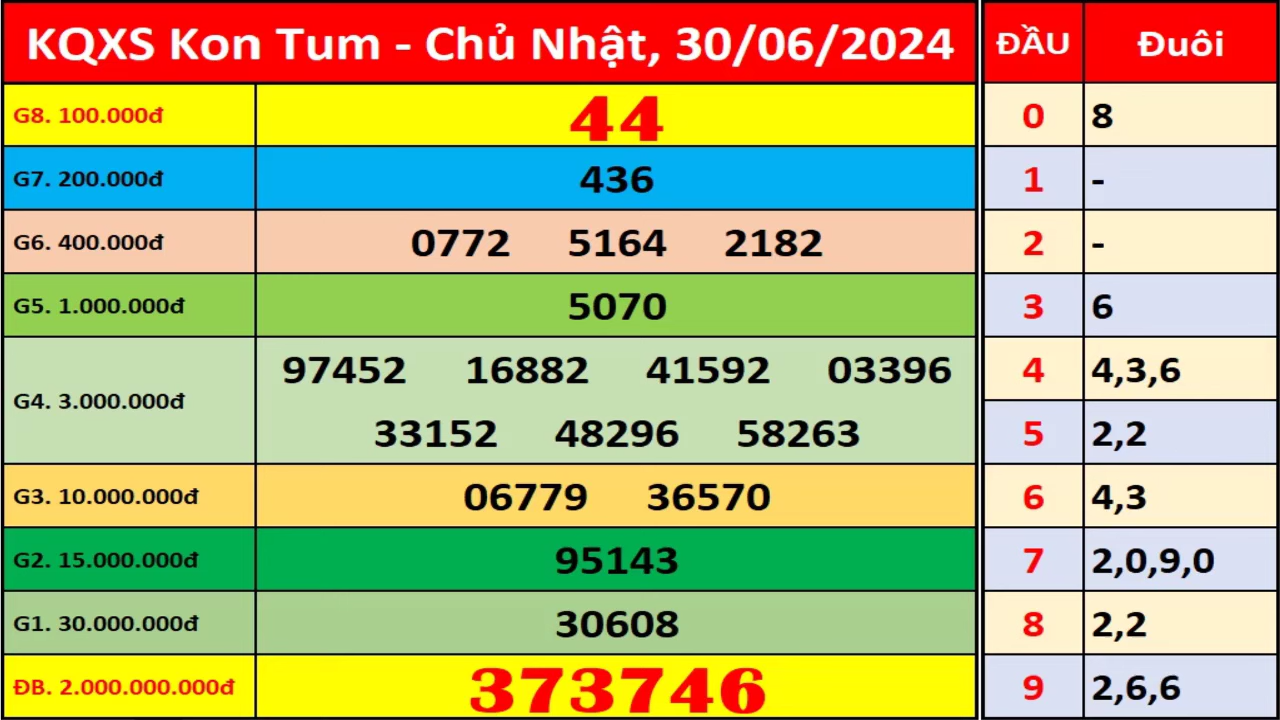 KQXS Kon Tum - Chủ Nhật, 30/06/2024
G8. 100.000đ 44
G7. 200.000đ 436
G6. 400.000đ 0772 5164 2182
G5. 1.000.000đ 5070
G4. 3.000.000đ 97452 16882 41592 03396
33152 48296 58263
G3. 10.000.000đ 06779 36570
G2. 15.000.000đ 95143
G1. 30.000.000đ 30608
ĐB. 2.000.000.000đ 373746
ĐẦU Đuôi
0 8
1 -
2 -
3 6
4 4,3,6
5 2,2
6 4,3
7 2,0,9,0
8 2,2
9 2,6,6